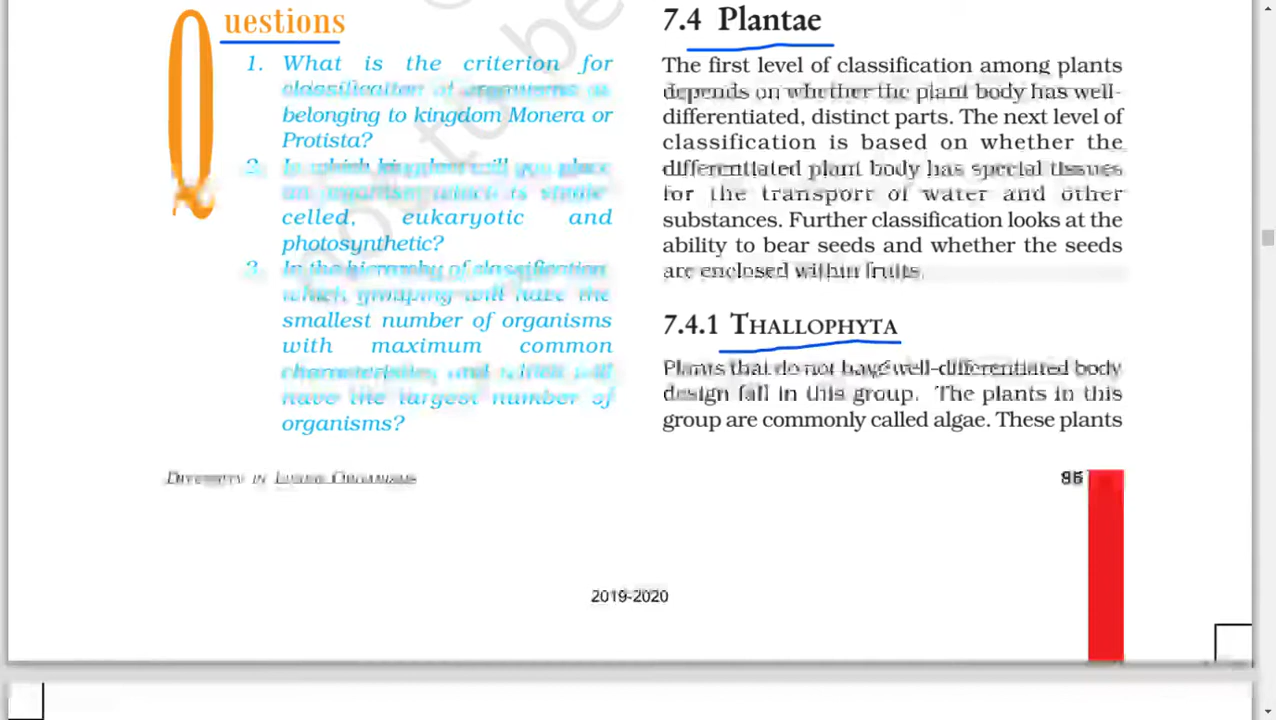 Questions
1. What is the criterion for
classification of organisms as
belonging to kingdom Monera or
Protista?
2. In which kingdom will you place
an organism which is single
celled, eukaryotic and
photosynthetic?
3. In the hierarchy of classification,
which grouping will have the
smallest number of organisms
with maximum common
characteristics and which will
have the largest number of
organisms?
7.4 Plantae
The first level of classification among plants
depends on whether the plant body has well-
differentiated, distinct parts. The next level of
classification is based on whether the
differentiated plant body has special tissues
for the transport of water and other
substances. Further classification looks at the
ability to bear seeds and whether the seeds
are enclosed within fruits.
7.4.1 THALLOPHYTA
Plants that do not have well-differentiated body
design fall in this group. The plants in this
group are commonly called algae. These plants
DIVERSITY IN LIVING ORGANISMS
2019-2020